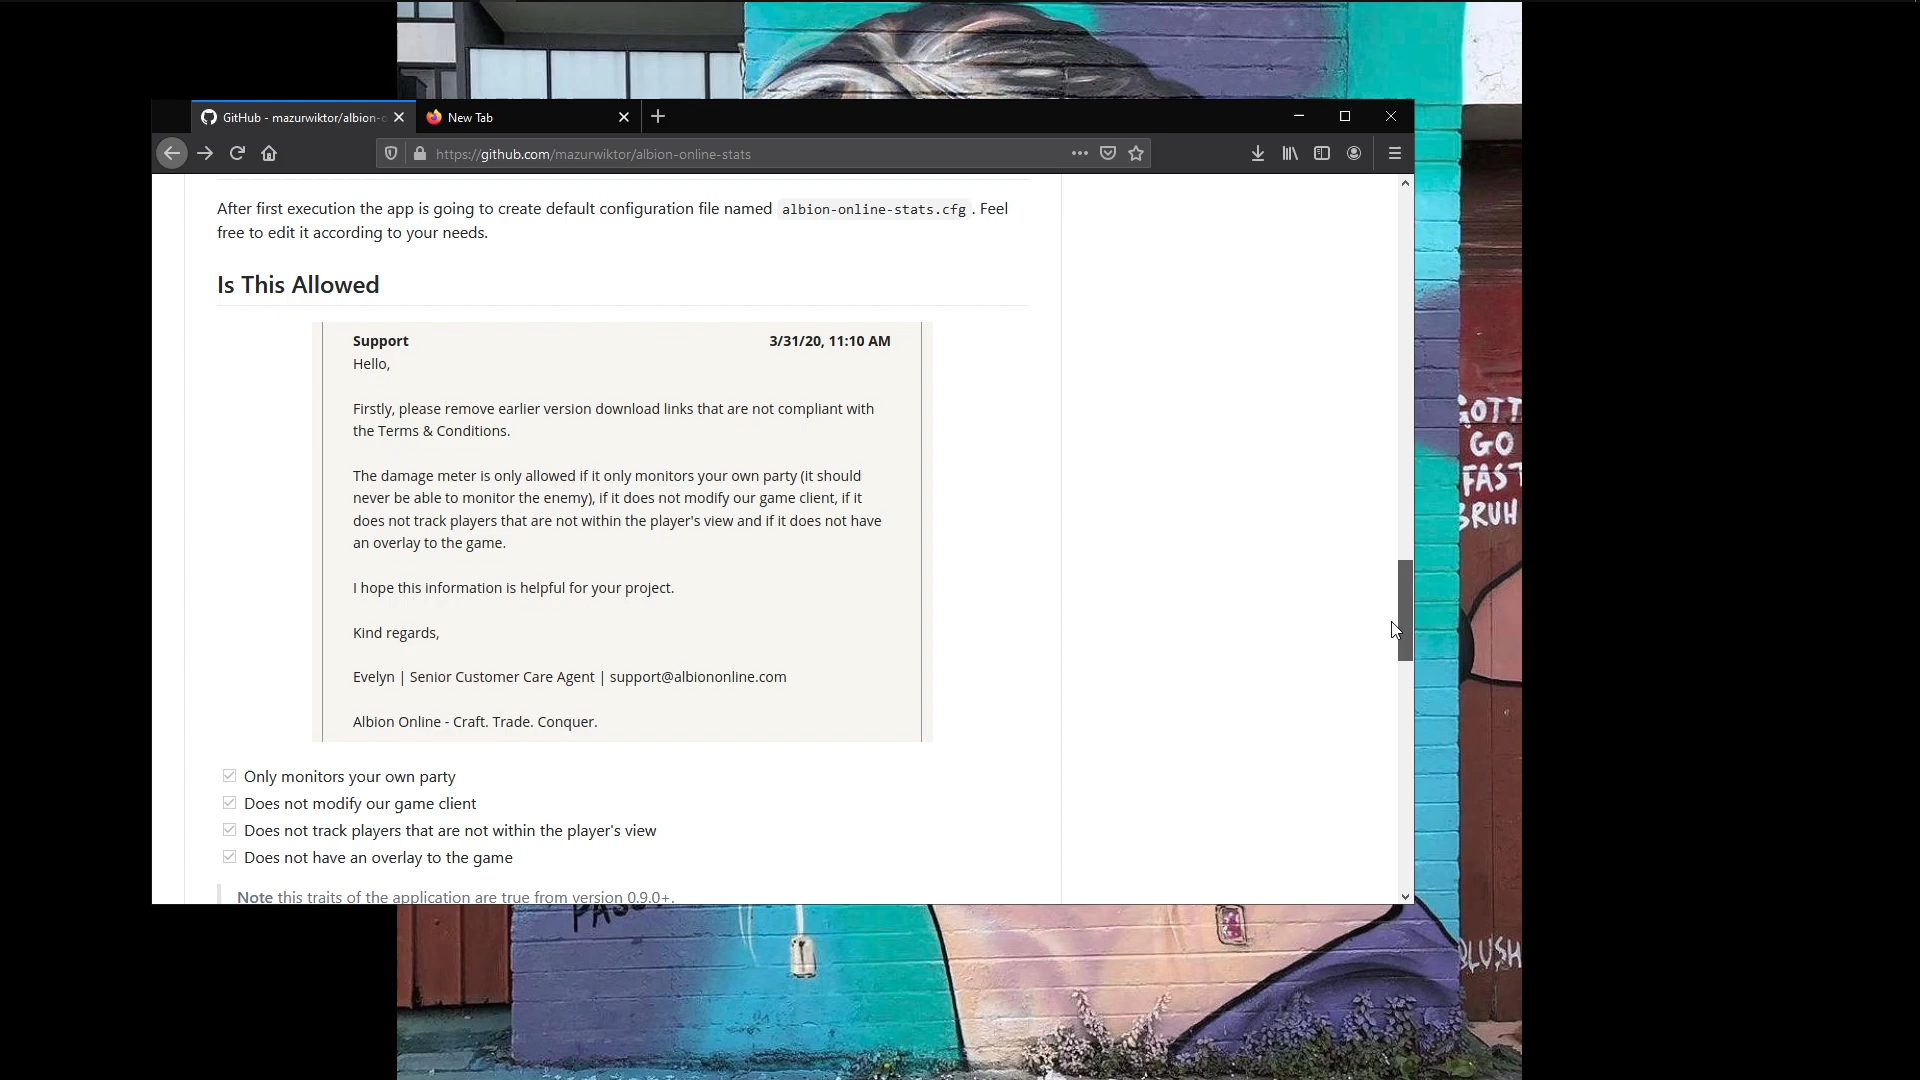 GitHub - mazurwiktor/albion-o
New Tab
https://github.com/mazurwiktor/albion-online-stats
After first execution the app is going to create default configuration file named albion-online-stats.cfg . Feel
free to edit it according to your needs.
Is This Allowed
Support 3/31/20, 11:10 AM
Hello,
Firstly, please remove earlier version download links that are not compliant with
the Terms & Conditions.
The damage meter is only allowed if it only monitors your own party (it should
never be able to monitor the enemy), if it does not modify our game client, if it
does not track players that are not within the player's view and if it does not have
an overlay to the game.
I hope this information is helpful for your project.
Kind regards,
Evelyn | Senior Customer Care Agent | support@albiononline.com
Albion Online - Craft. Trade. Conquer.
Only monitors your own party
Does not modify our game client
Does not track players that are not within the player's view
Does not have an overlay to the game
Note this traits of the application are true from version 0.9.0+.
GOTT
GO
FAST
BRUH